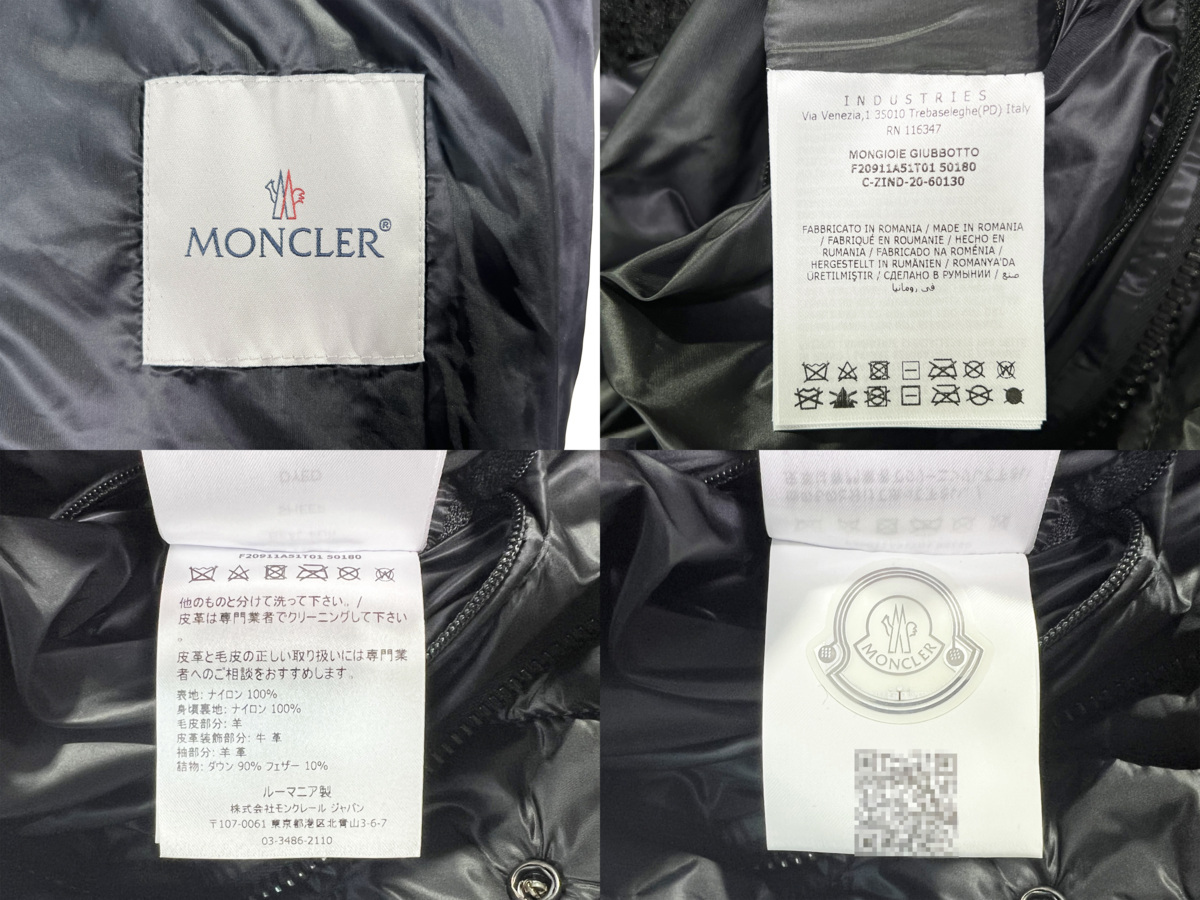 MONCLER®
INDUSTRIES
Via Venezia,1 35010 Trebaseleghe(PD) Italy
RN 116347
MONGIOIE GIUBBOTTO
F20911A51T01 50180
C-ZIND-20-60130
FABBRICATO IN ROMANIA / MADE IN ROMANIA
/ FABRIQUÉ EN ROUMANIE / HECHO EN
RUMANIA / FABRICADO NA ROMÉNIA /
HERGESTELLT IN RUMÄNIEN / ROMANYA'DA
ÜRETILMIŞTIR / СДЕЛАНО В РУМЫНИИ / صنع
في رومانيا
DYED
F20911A51T01 50180
他のものと分けて洗って下さい。/
皮革は専門業者でクリーニングして下さい
。
皮革と毛皮の正しい取り扱いには専門業
者へのご相談をおすすめします。
表地: ナイロン 100%
身頃裏地: ナイロン 100%
毛皮部分: 羊
皮革装飾部分: 牛 革
袖部分: 羊 革
詰物: ダウン 90% フェザー 10%
ルーマニア製
株式会社モンクレール ジャパン
〒107-0061 東京都港区北青山3-6-7
03-3486-2110
MONCLER